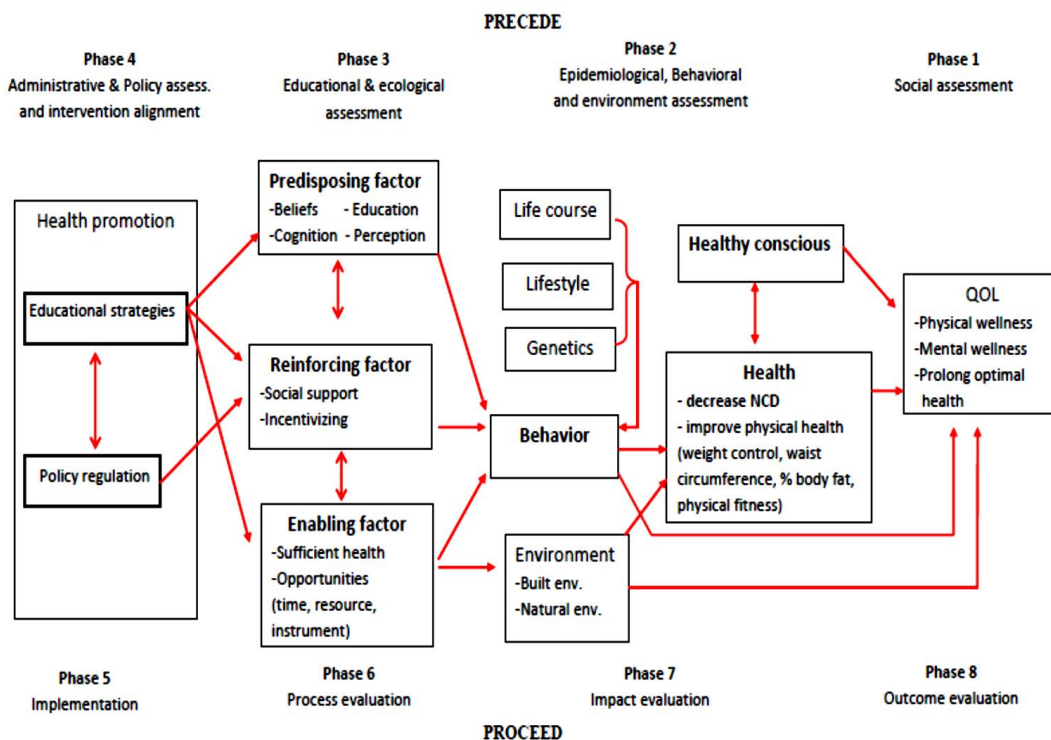 PRECEDE
Phase 4
Administrative & Policy assess.
and intervention alignment
Phase 3
Educational & ecological
assessment
Phase 2
Epidemiological, Behavioral
and environment assessment
Phase 1
Social assessment
Health promotion
Educational strategies
Policy regulation
Predisposing factor
-Beliefs - Education
-Cognition - Perception
Reinforcing factor
-Social support
-Incentivizing
Enabling factor
-Sufficient health
-Opportunities
(time, resource,
instrument)
Life course
Lifestyle
Genetics
Behavior
Environment
-Built env.
-Natural env.
Healthy conscious
Health
- decrease NCD
- improve physical health
(weight control, waist
circumference, % body fat,
physical fitness)
QOL
-Physical wellness
-Mental wellness
-Prolong optimal
health
Phase 5
Implementation
Phase 6
Process evaluation
Phase 7
Impact evaluation
Phase 8
Outcome evaluation
PROCEED